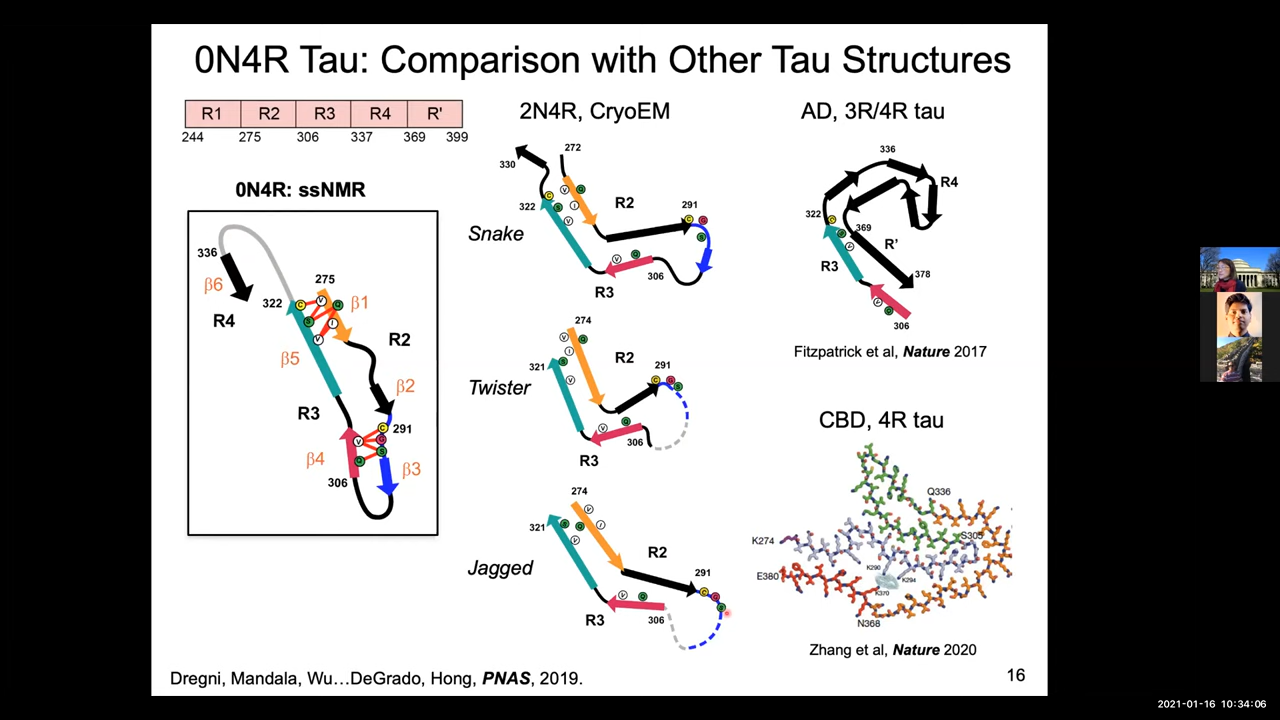 0N4R Tau: Comparison with Other Tau Structures
R1 R2 R3 R4 R'
244 275 306 337 369 399
0N4R: ssNMR
336
β6
R4
322
275
C V Q
S I
V
β1
β5
R2
β2
R3
C 291
V G
Q S
β4
β3
306
2N4R, CryoEM
Snake
330
272
V Q
C
S I
V
322
R2
291
C G
S
V Q
306
R3
Twister
274
V Q
I
S
V
321
R2
291
C G S
V Q
306
R3
Jagged
274
V
S Q I
V
321
R2
291
C G
S
V Q
306
R3
AD, 3R/4R tau
336
R4
322
C
S
V
369
R'
R3
378
V
Q
306
Fitzpatrick et al, Nature 2017
CBD, 4R tau
Q336
K274
S305
E380
K290
K294
K370
N368
Zhang et al, Nature 2020
Dregni, Mandala, Wu…DeGrado, Hong, PNAS, 2019.
16
2021-01-16 10:34:06